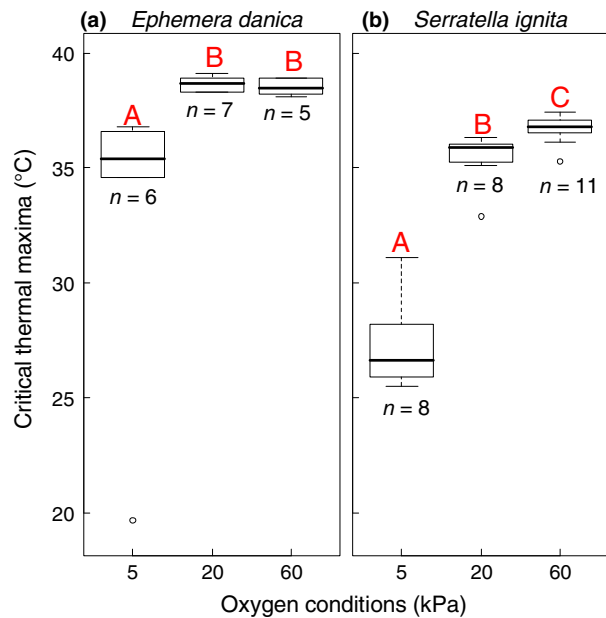 (a) Ephemera danica
(b) Serratella ignita
Critical thermal maxima (°C)
40
35
30
25
20
A
B
B
n = 6
n = 7
n = 5
A
B
C
n = 8
n = 8
n = 11
5 20 60
5 20 60
Oxygen conditions (kPa)